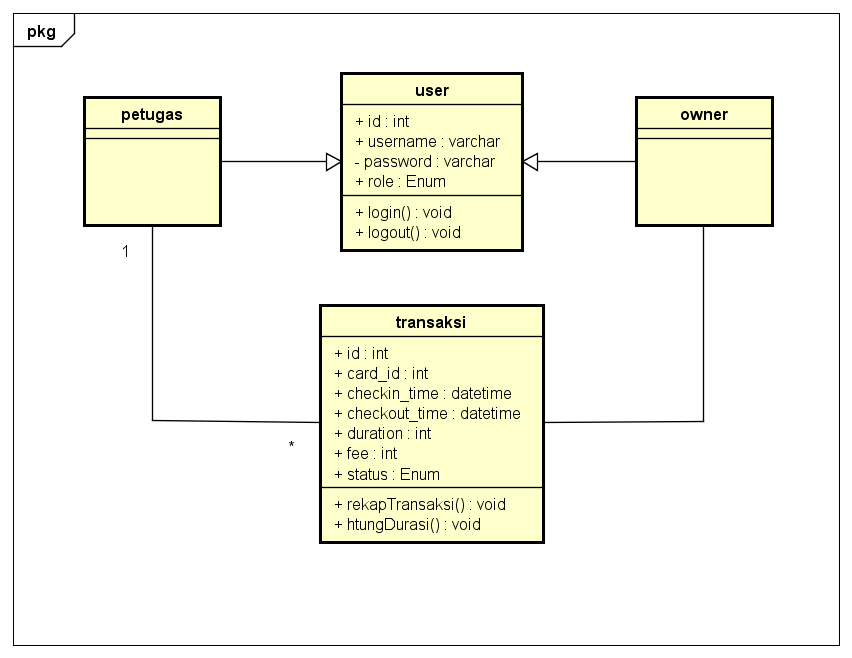 pkg
petugas
user
+ id : int
+ username : varchar
- password : varchar
+ role : Enum
+ login() : void
+ logout() : void
owner
1
*
transaksi
+ id : int
+ card_id : int
+ checkin_time : datetime
+ checkout_time : datetime
+ duration : int
+ fee : int
+ status : Enum
+ rekapTransaksi() : void
+ htungDurasi() : void